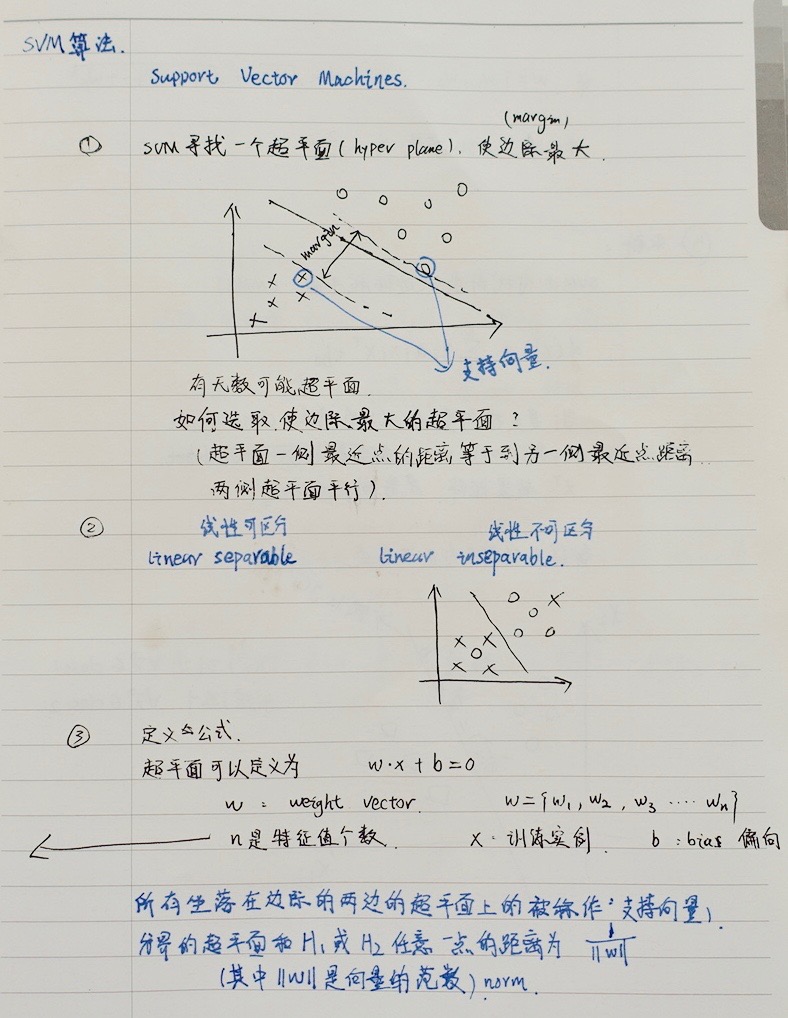 SVM算法.
Support Vector Machines.
(margin)
① SVM寻找一个超平面(hyper plane). 使边际最大.
margin
支持向量.
有无数可能超平面.
如何选取.使边际最大的超平面?
(超平面一侧最近点的距离等于到另一侧最近点距离.
两侧超平面平行).
② 线性可区分 线性不可区分
linear separable linear inseparable.
③ 定义与公式.
超平面可以定义为 w·x+b=0
w: weight vector. w={w₁,w₂,w₃····wₙ}
n是特征值个数. x:训练实例. b:bias 偏向
所有坐落在边际的两边的超平面上的被称作:支持向量).
分界的超平面和H₁或H₂任意一点的距离为 1/||w||
(其中||w||是向量的范数)norm.